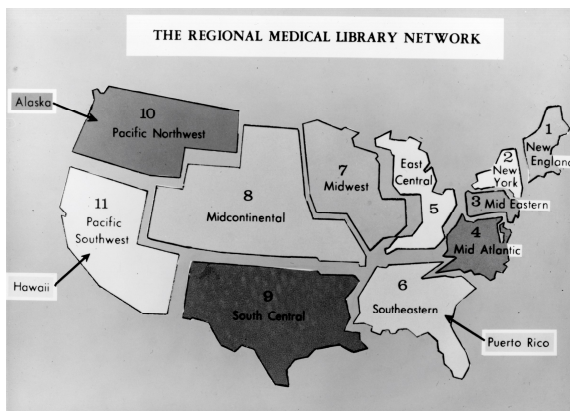 THE REGIONAL MEDICAL LIBRARY NETWORK
Alaska
10
Pacific Northwest
1
New
England
2
New
York
3 Mid Eastern
4
Mid Atlantic
East
Central
5
7
Midwest
8
Midcontinental
11
Pacific
Southwest
Hawaii
9
South Central
6
Southeastern
Puerto Rico